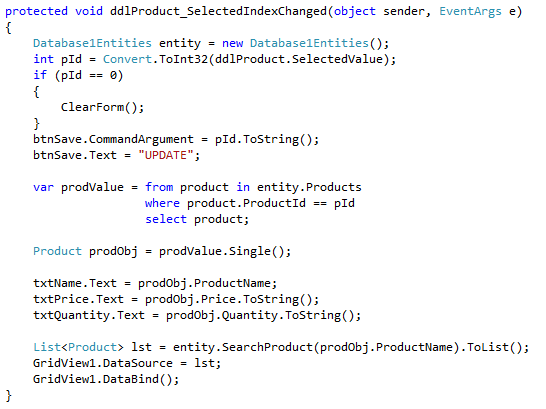 protected void ddlProduct_SelectedIndexChanged(object sender, EventArgs e)
{
    Database1Entities entity = new Database1Entities();
    int pId = Convert.ToInt32(ddlProduct.SelectedValue);
    if (pId == 0)
    {
        ClearForm();
    }
    btnSave.CommandArgument = pId.ToString();
    btnSave.Text = "UPDATE";

    var prodValue = from product in entity.Products
                    where product.ProductId == pId
                    select product;

    Product prodObj = prodValue.Single();

    txtName.Text = prodObj.ProductName;
    txtPrice.Text = prodObj.Price.ToString();
    txtQuantity.Text = prodObj.Quantity.ToString();

    List<Product> lst = entity.SearchProduct(prodObj.ProductName).ToList();
    GridView1.DataSource = lst;
    GridView1.DataBind();
}